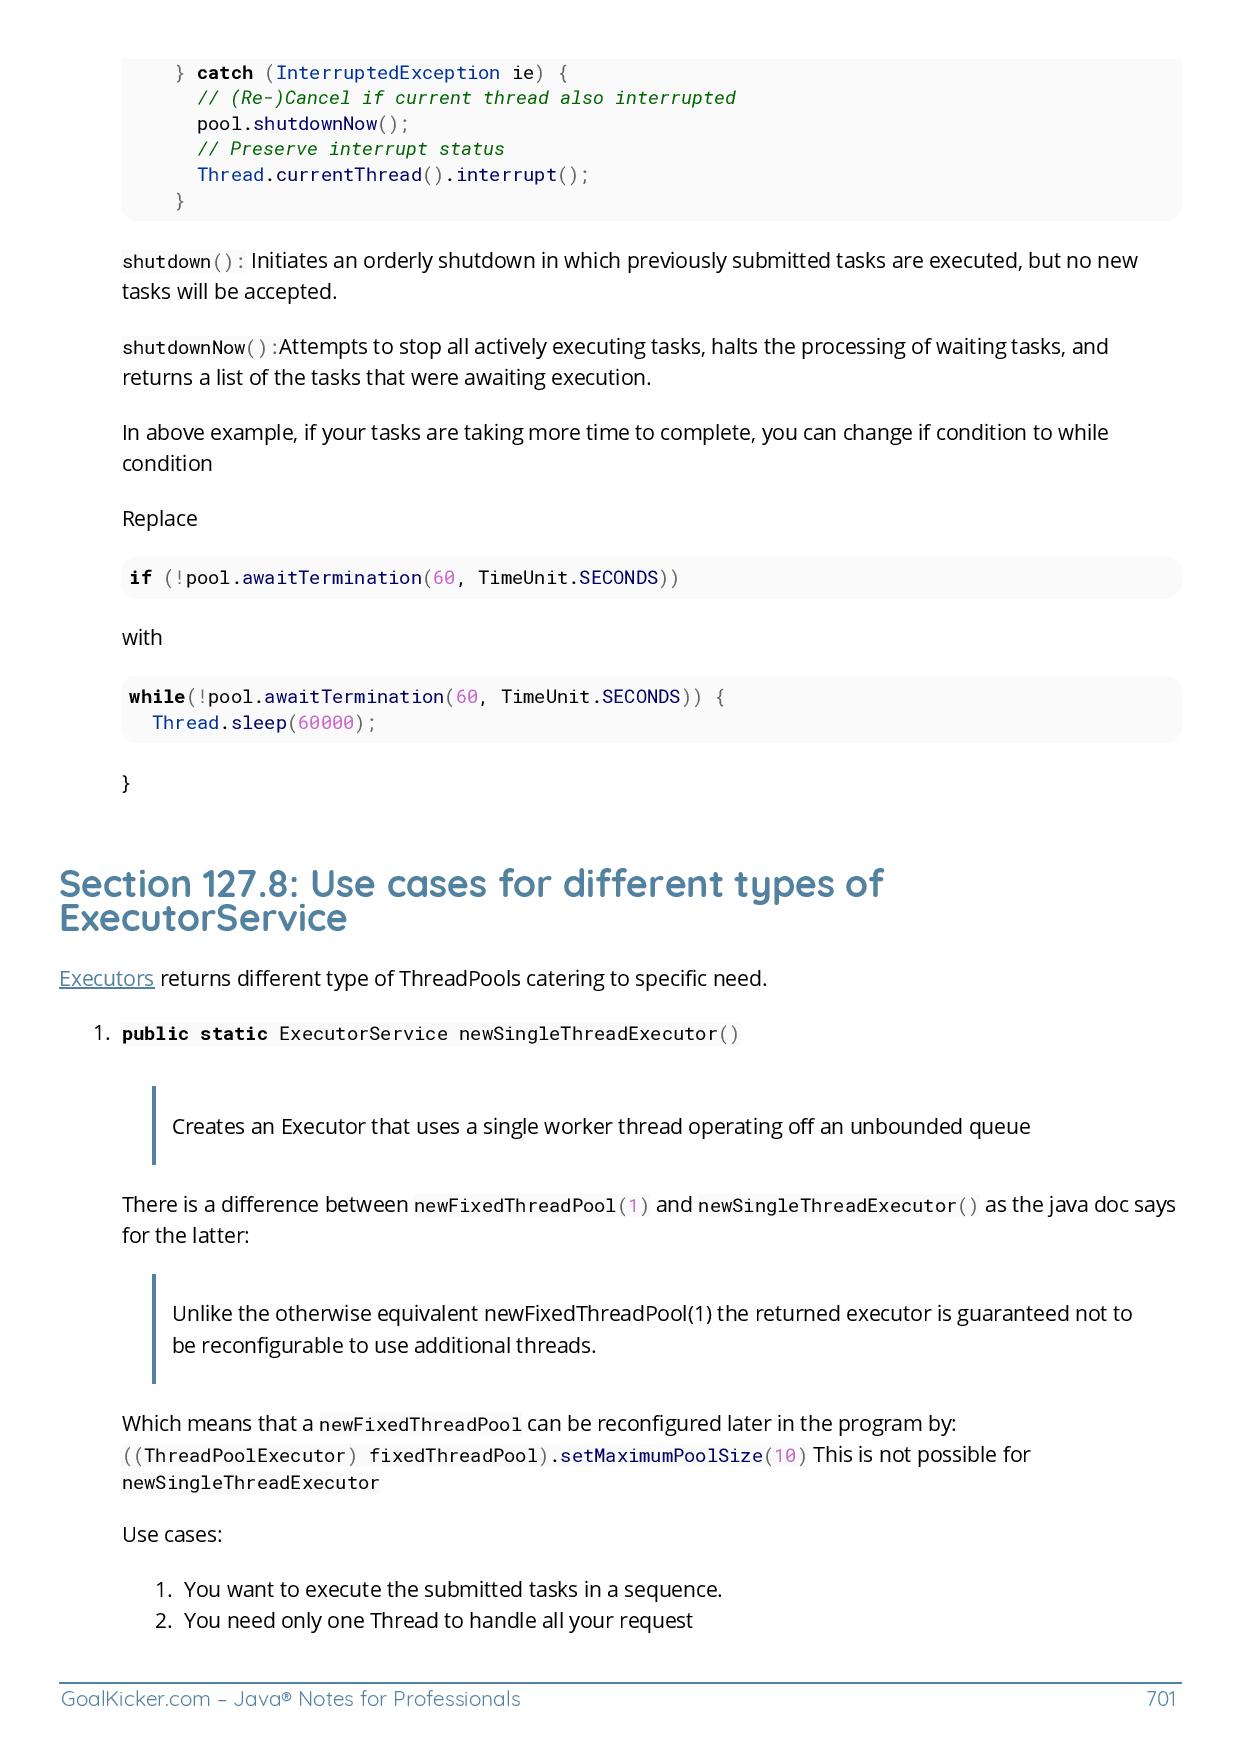 } catch (InterruptedException ie) {
// (Re-)Cancel if current thread also interrupted
pool.shutdownNow();
// Preserve interrupt status
Thread.currentThread().interrupt();
}
shutdown(): Initiates an orderly shutdown in which previously submitted tasks are executed, but no new
tasks will be accepted.
shutdownNow():Attempts to stop all actively executing tasks, halts the processing of waiting tasks, and
returns a list of the tasks that were awaiting execution.
In above example, if your tasks are taking more time to complete, you can change if condition to while
condition
Replace
if (!pool.awaitTermination(60, TimeUnit.SECONDS))
with
while(!pool.awaitTermination(60, TimeUnit.SECONDS)) {
Thread.sleep(60000);
}
Section 127.8: Use cases for different types of
ExecutorService
Executors returns different type of ThreadPools catering to specific need.
1. public static ExecutorService newSingleThreadExecutor()
Creates an Executor that uses a single worker thread operating off an unbounded queue
There is a difference between newFixedThreadPool(1) and newSingleThreadExecutor() as the java doc says
for the latter:
Unlike the otherwise equivalent newFixedThreadPool(1) the returned executor is guaranteed not to
be reconfigurable to use additional threads.
Which means that a newFixedThreadPool can be reconfigured later in the program by:
((ThreadPoolExecutor) fixedThreadPool).setMaximumPoolSize(10) This is not possible for
newSingleThreadExecutor
Use cases:
1. You want to execute the submitted tasks in a sequence.
2. You need only one Thread to handle all your request
GoalKicker.com – Java® Notes for Professionals 701